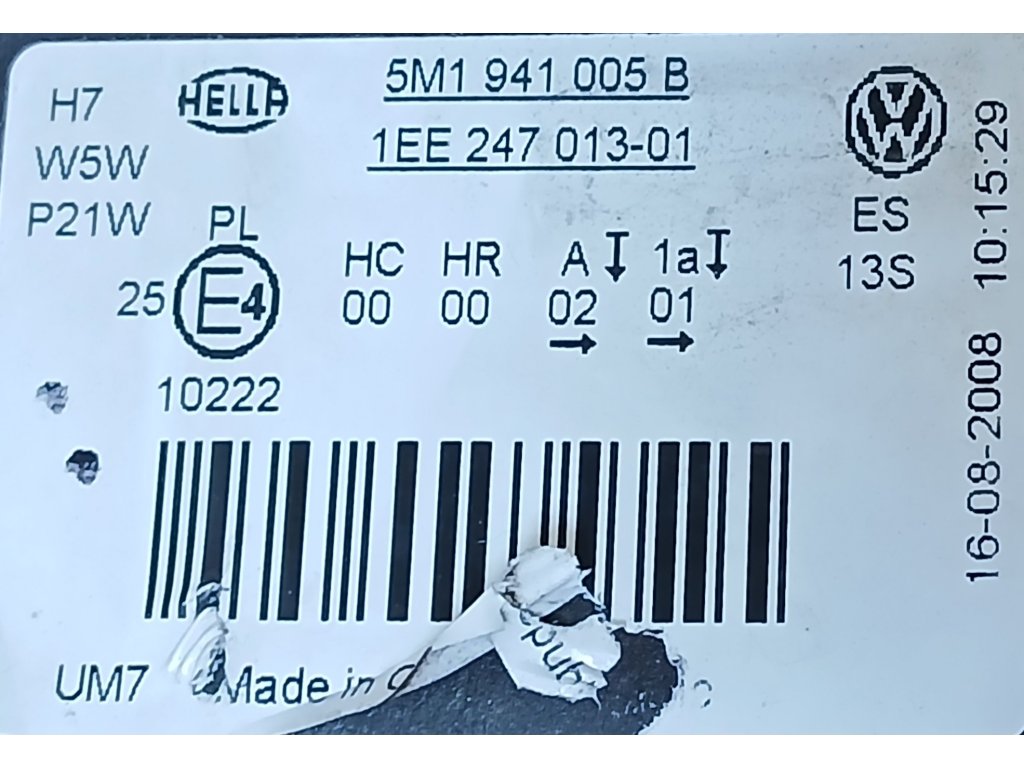 H7
W5W
P21W
HELLA
5M1 941 005 B
1EE 247 013-01
ES
13S
PL
25 E4
10222
HC HR A 1a
00 00 02 01
UM7 Made in
16-08-2008 10:15:29